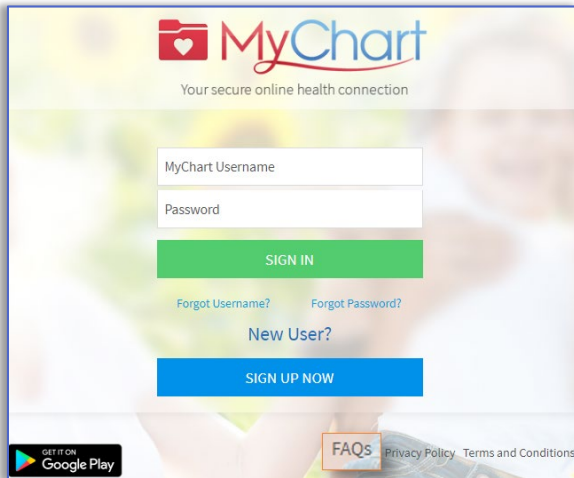 MyChart
Your secure online health connection
MyChart Username
Password
SIGN IN
Forgot Username? Forgot Password?
New User?
SIGN UP NOW
GET IT ON
Google Play
FAQs Privacy Policy Terms and Conditions